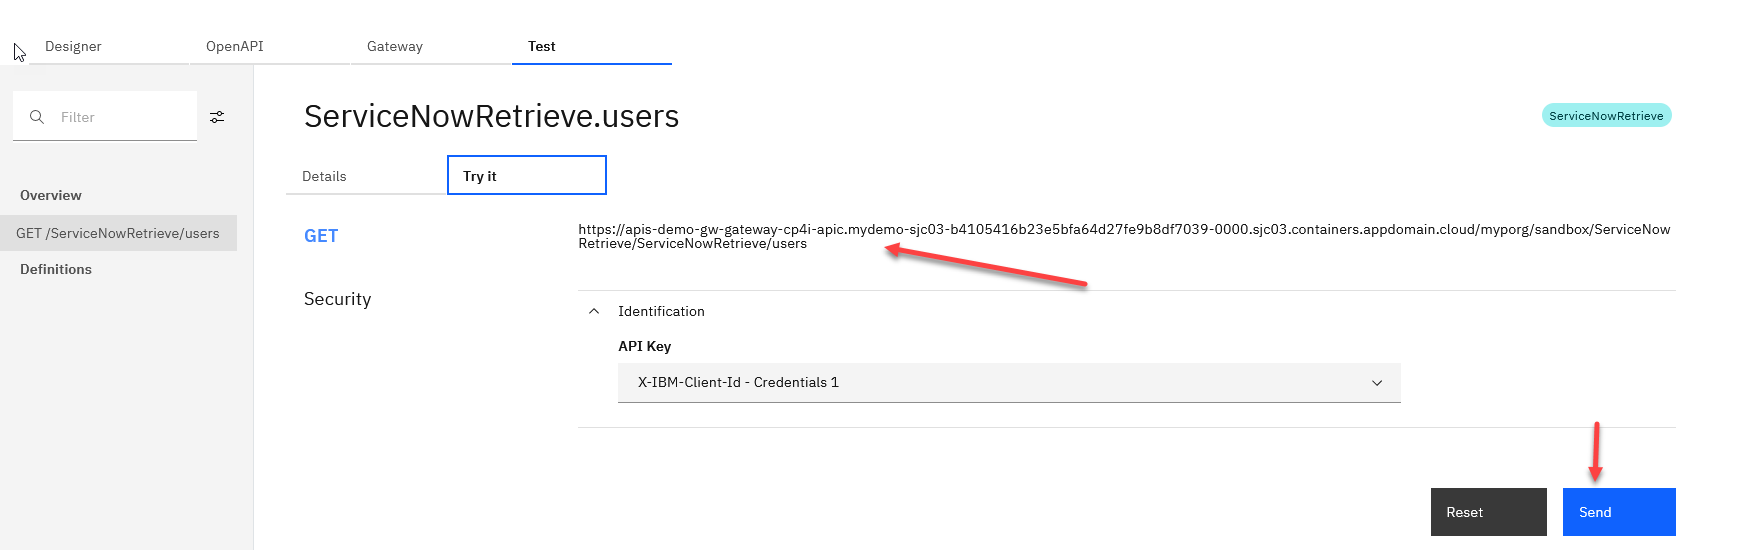 Designer
OpenAPI
Gateway
Test
Filter
ServiceNowRetrieve.users
ServiceNowRetrieve
Details
Try it
Overview
GET /ServiceNowRetrieve/users
Definitions
GET
https://apis-demo-gw-gateway-cp4i-apic.mydemo-sjc03-b4105416b23e5bfa64d27fe9b8df7039-0000.sjc03.containers.appdomain.cloud/myporg/sandbox/ServiceNow
Retrieve/ServiceNowRetrieve/users
Security
Identification
API Key
X-IBM-Client-Id - Credentials 1
Reset
Send